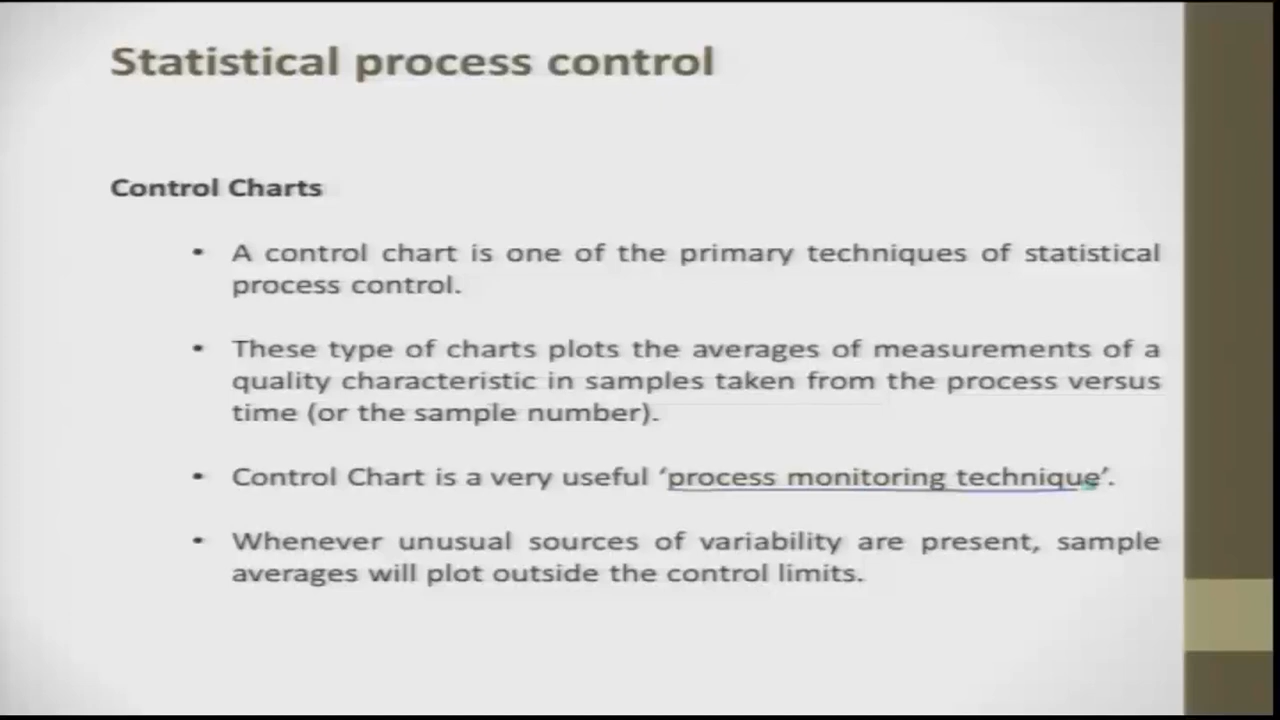 Statistical process control
Control Charts
• A control chart is one of the primary techniques of statistical
process control.
• These type of charts plots the averages of measurements of a
quality characteristic in samples taken from the process versus
time (or the sample number).
• Control Chart is a very useful ‘process monitoring technique’.
• Whenever unusual sources of variability are present, sample
averages will plot outside the control limits.